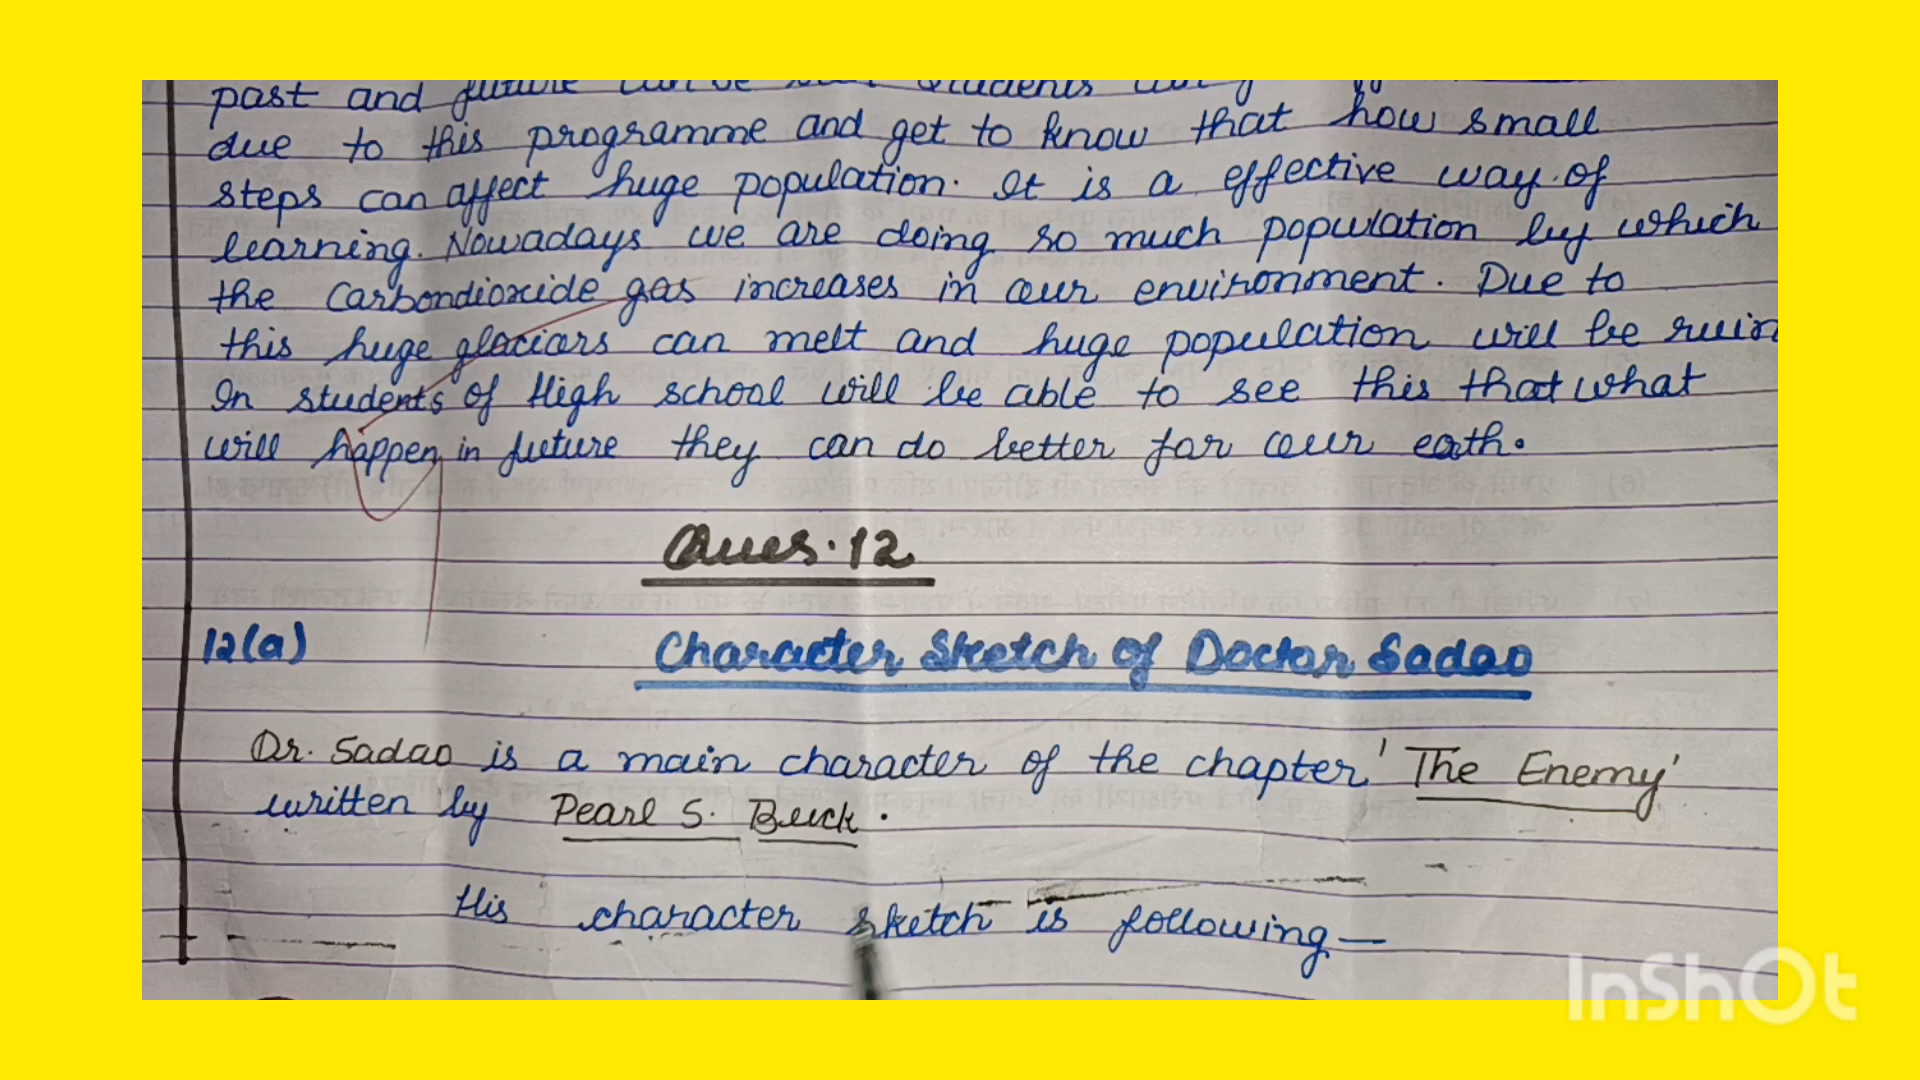 past and future can be
due to this programme and get to know that how small
steps can affect huge population. It is a effective way of
learning. Nowadays we are doing so much population by which
the Carbondioxide gas increases in our environment. Due to
this huge glaciars can melt and huge population will be ruin
In students of High school will be able to see this that what
will happen in future they can do better for our eath.
Ques. 12
12(a) Character Sketch of Doctor Sadao
Dr. Sadao is a main character of the chapter 'The Enemy'
written by Pearl S. Buck.
His character sketch is following—
InShOt